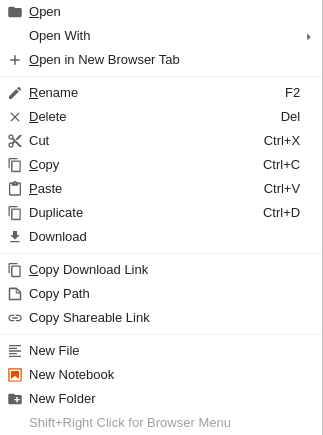 Open
Open With
Open in New Browser Tab
Rename F2
Delete Del
Cut Ctrl+X
Copy Ctrl+C
Paste Ctrl+V
Duplicate Ctrl+D
Download
Copy Download Link
Copy Path
Copy Shareable Link
New File
New Notebook
New Folder
Shift+Right Click for Browser Menu